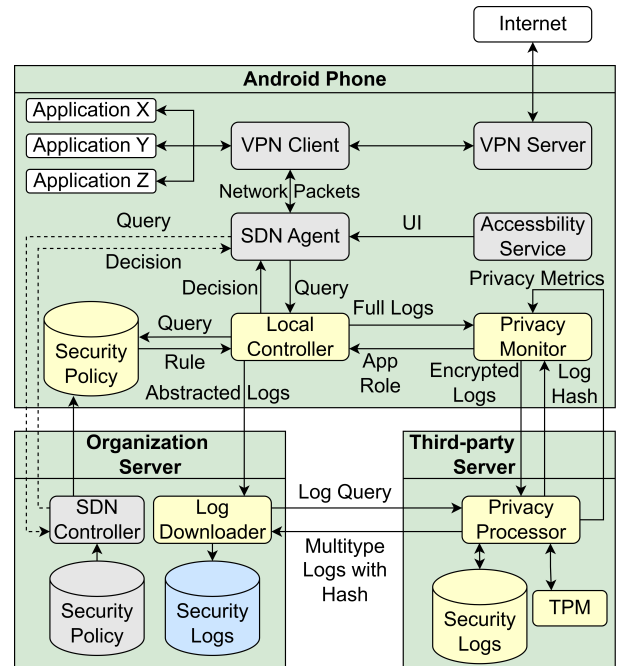 Internet
Android Phone
Application X
Application Y
Application Z
VPN Client
VPN Server
Network Packets
Query
Decision
SDN Agent
UI
Accessbility
Service
Decision
Query
Privacy Metrics
Security
Policy
Query
Rule
Local
Controller
Full Logs
App
Role
Privacy
Monitor
Abstracted Logs
Encrypted
Logs
Log
Hash
Organization
Server
Third-party
Server
SDN
Controller
Log
Downloader
Log Query
Multitype
Logs with
Hash
Privacy
Processor
Security
Policy
Security
Logs
Security
Logs
TPM